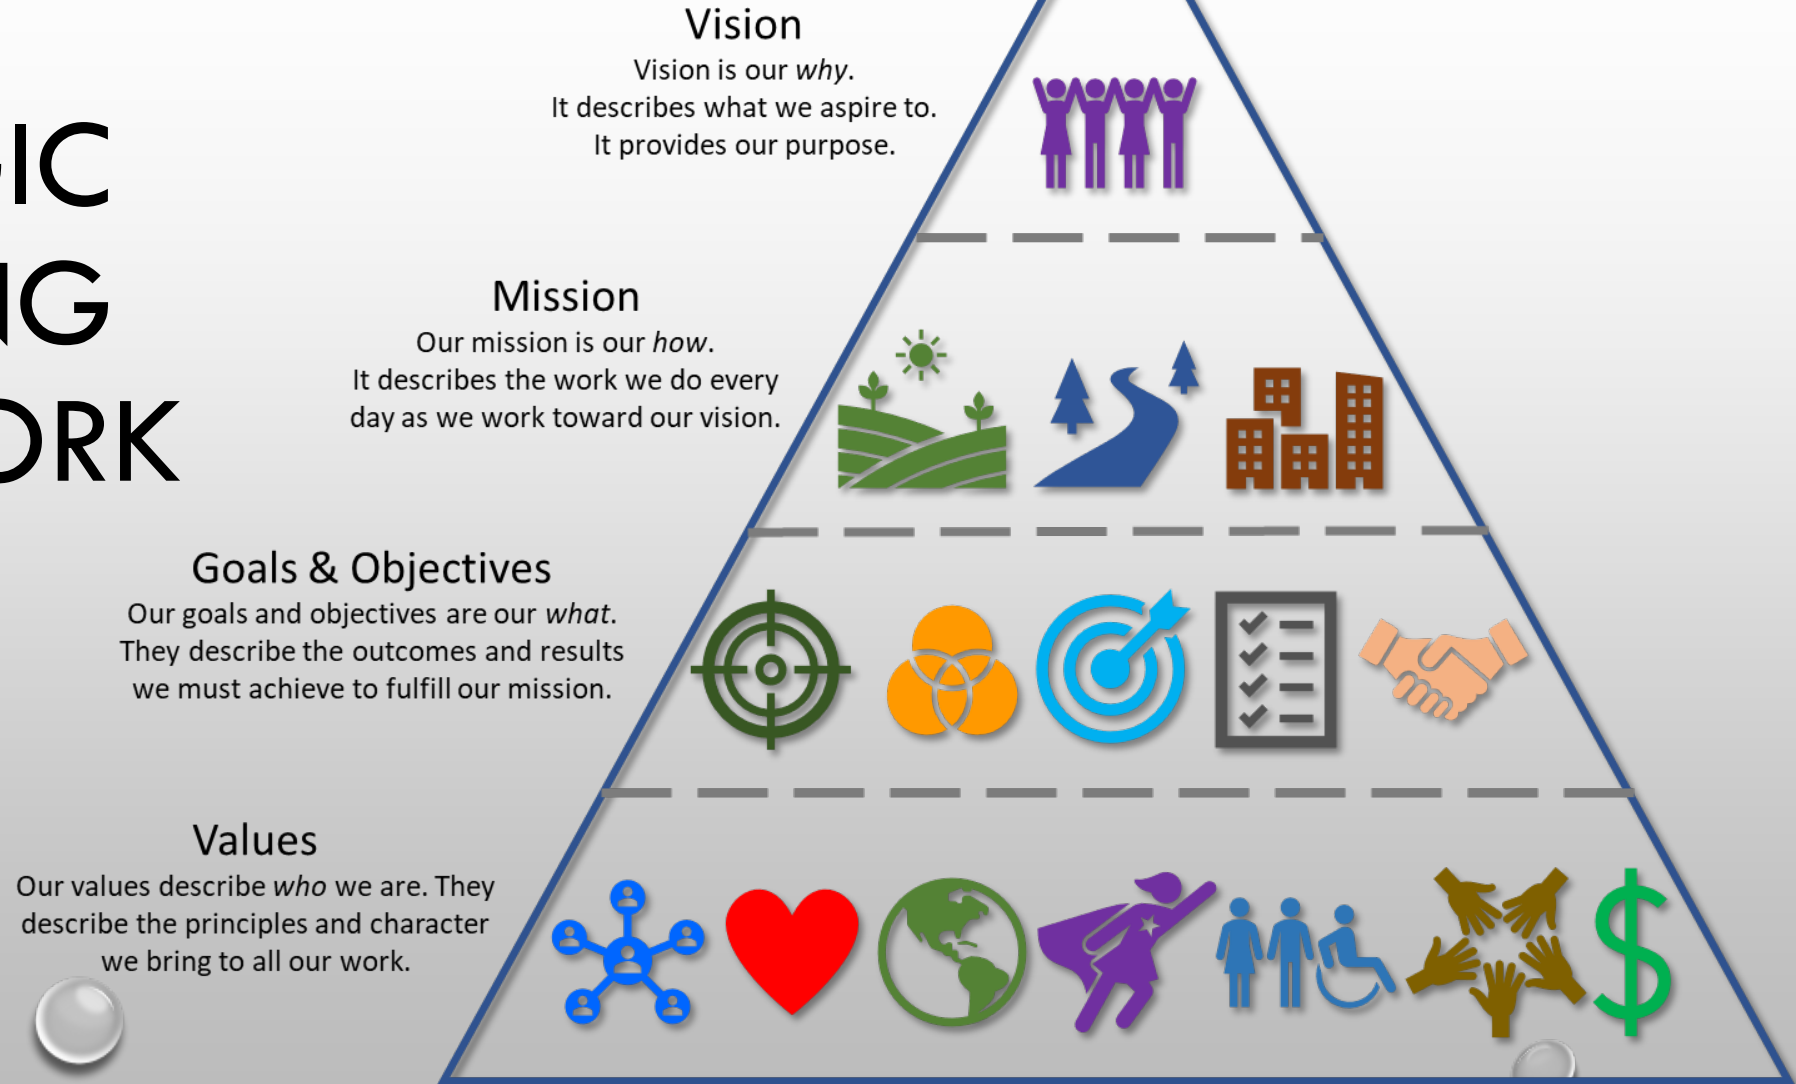 GIC
NG
ORK
Vision
Vision is our why.
It describes what we aspire to.
It provides our purpose.
Mission
Our mission is our how.
It describes the work we do every
day as we work toward our vision.
Goals & Objectives
Our goals and objectives are our what.
They describe the outcomes and results
we must achieve to fulfill our mission.
Values
Our values describe who we are. They
describe the principles and character
we bring to all our work.
$